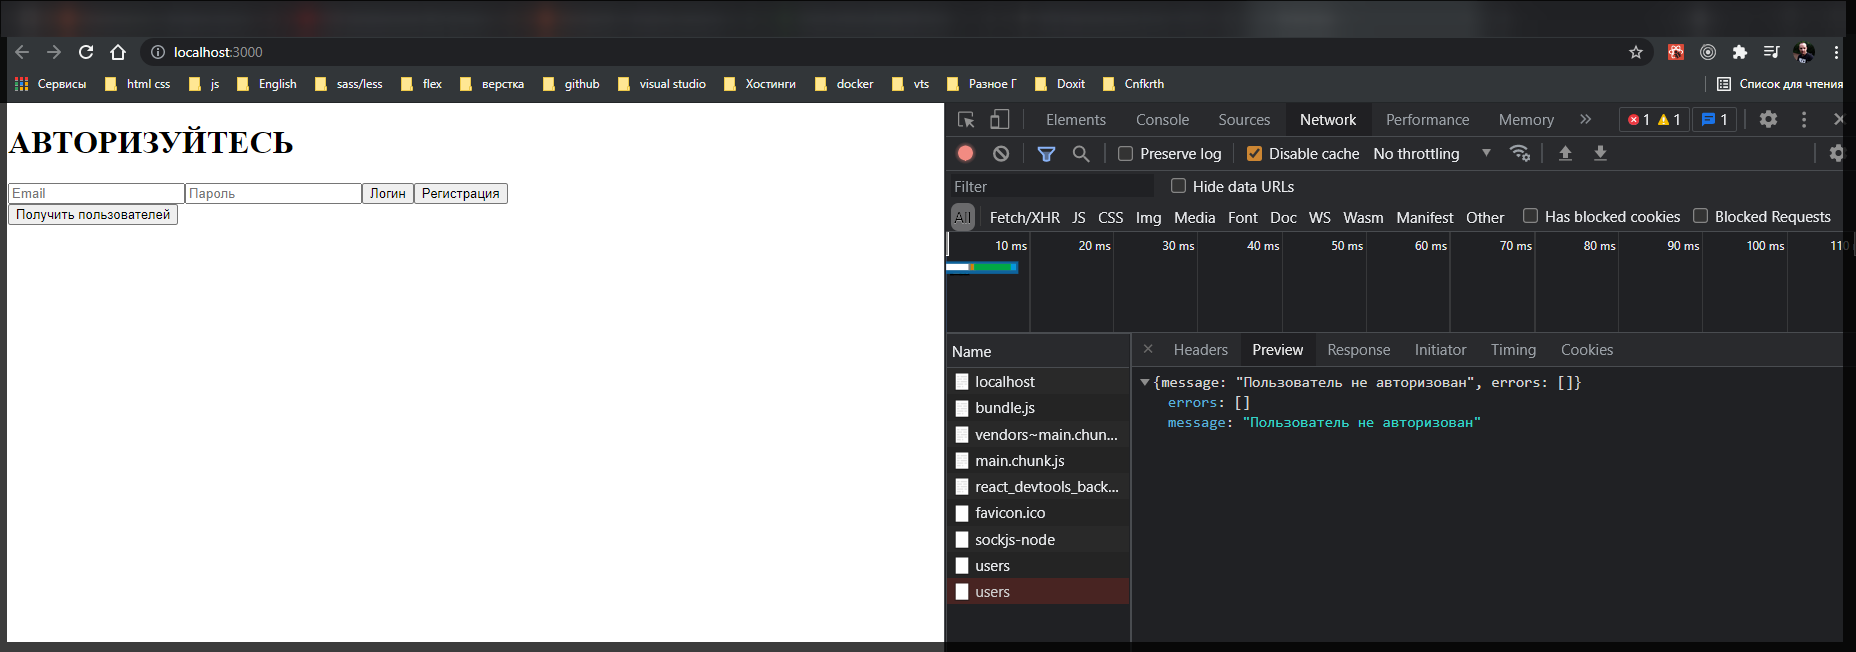 localhost:3000
Сервисы html css js English sass/less flex верстка github visual studio Хостинги docker vts Разное Г Doxit Cnfkrth Список для чтения
АВТОРИЗУЙТЕСЬ
Email Пароль Логин Регистрация
Получить пользователей
Elements Console Sources Network Performance Memory » 1 1 1
Preserve log Disable cache No throttling
Filter Hide data URLs
All Fetch/XHR JS CSS Img Media Font Doc WS Wasm Manifest Other Has blocked cookies Blocked Requests
10 ms 20 ms 30 ms 40 ms 50 ms 60 ms 70 ms 80 ms 90 ms 100 ms 110
Name
localhost
bundle.js
vendors~main.chun...
main.chunk.js
react_devtools_back...
favicon.ico
sockjs-node
users
users
Headers Preview Response Initiator Timing Cookies
{message: "Пользователь не авторизован", errors: []}
errors: []
message: "Пользователь не авторизован"